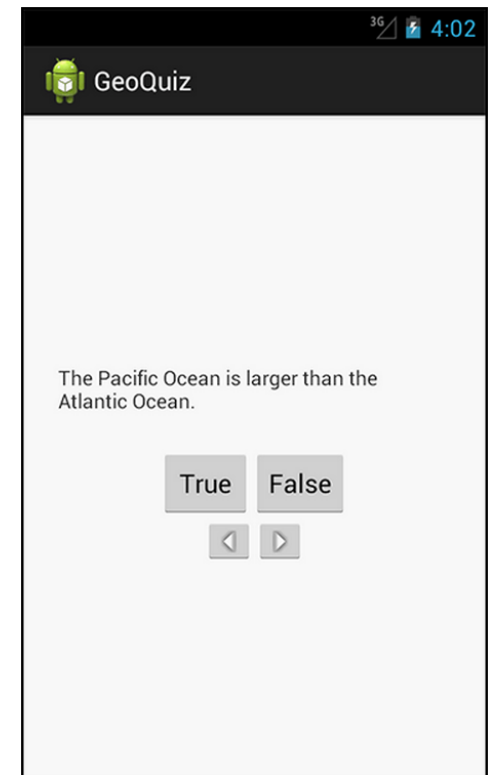 3G 4:02
GeoQuiz
The Pacific Ocean is larger than the
Atlantic Ocean.
True False